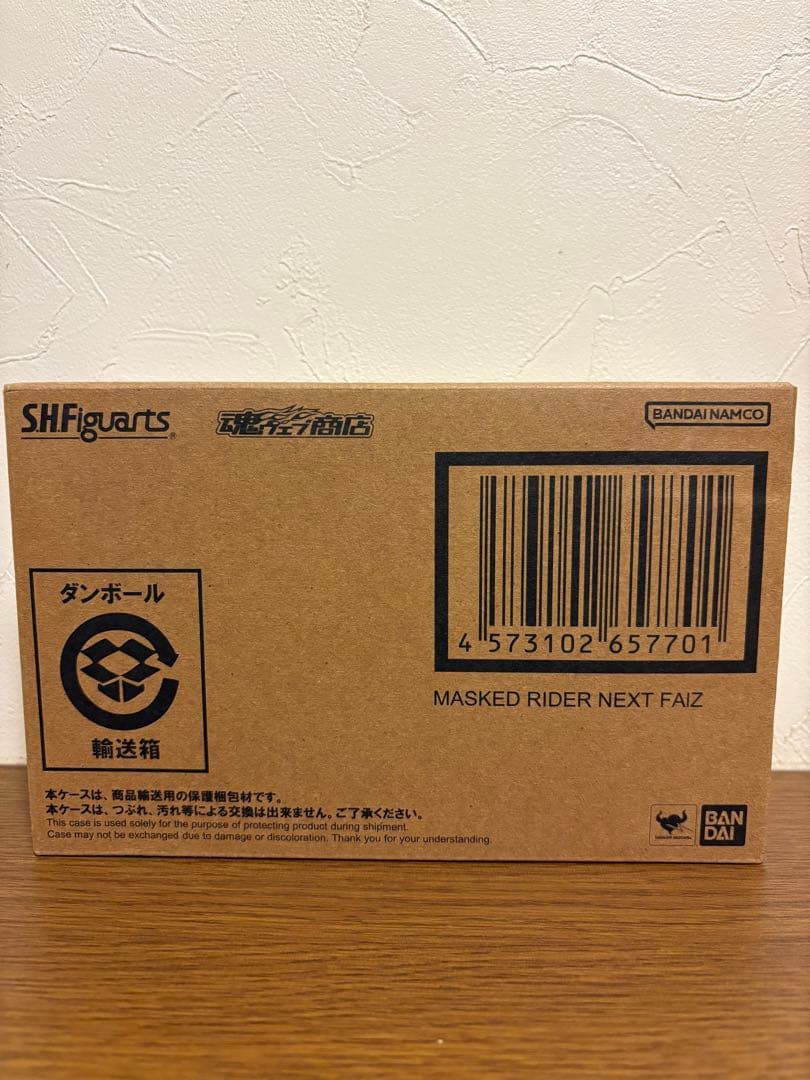 S.H.Figuarts®
魂ウェブ商店
BANDAI NAMCO
4 573102 657701
MASKED RIDER NEXT FAIZ
ダンボール
輸送箱
本ケースは、商品輸送用の保護梱包材です。
本ケースは、つぶれ、汚れ等による交換は出来ません。ご了承ください。
This case is used solely for the purpose of protecting product during shipment.
Case may not be exchanged due to damage or discoloration. Thank you for your understanding.
BAN
DAI